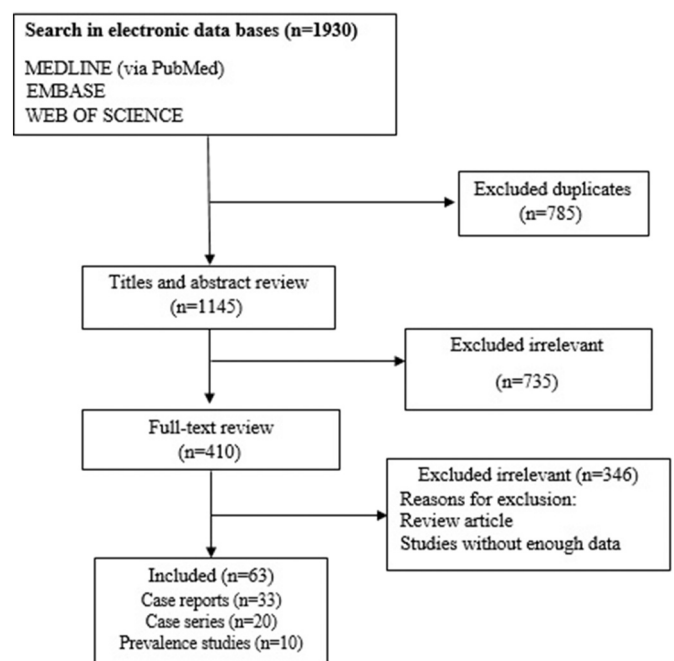 Search in electronic data bases (n=1930)
MEDLINE (via PubMed)
EMBASE
WEB OF SCIENCE
Excluded duplicates
(n=785)
Titles and abstract review
(n=1145)
Excluded irrelevant
(n=735)
Full-text review
(n=410)
Excluded irrelevant (n=346)
Reasons for exclusion:
Review article
Studies without enough data
Included (n=63)
Case reports (n=33)
Case series (n=20)
Prevalence studies (n=10)